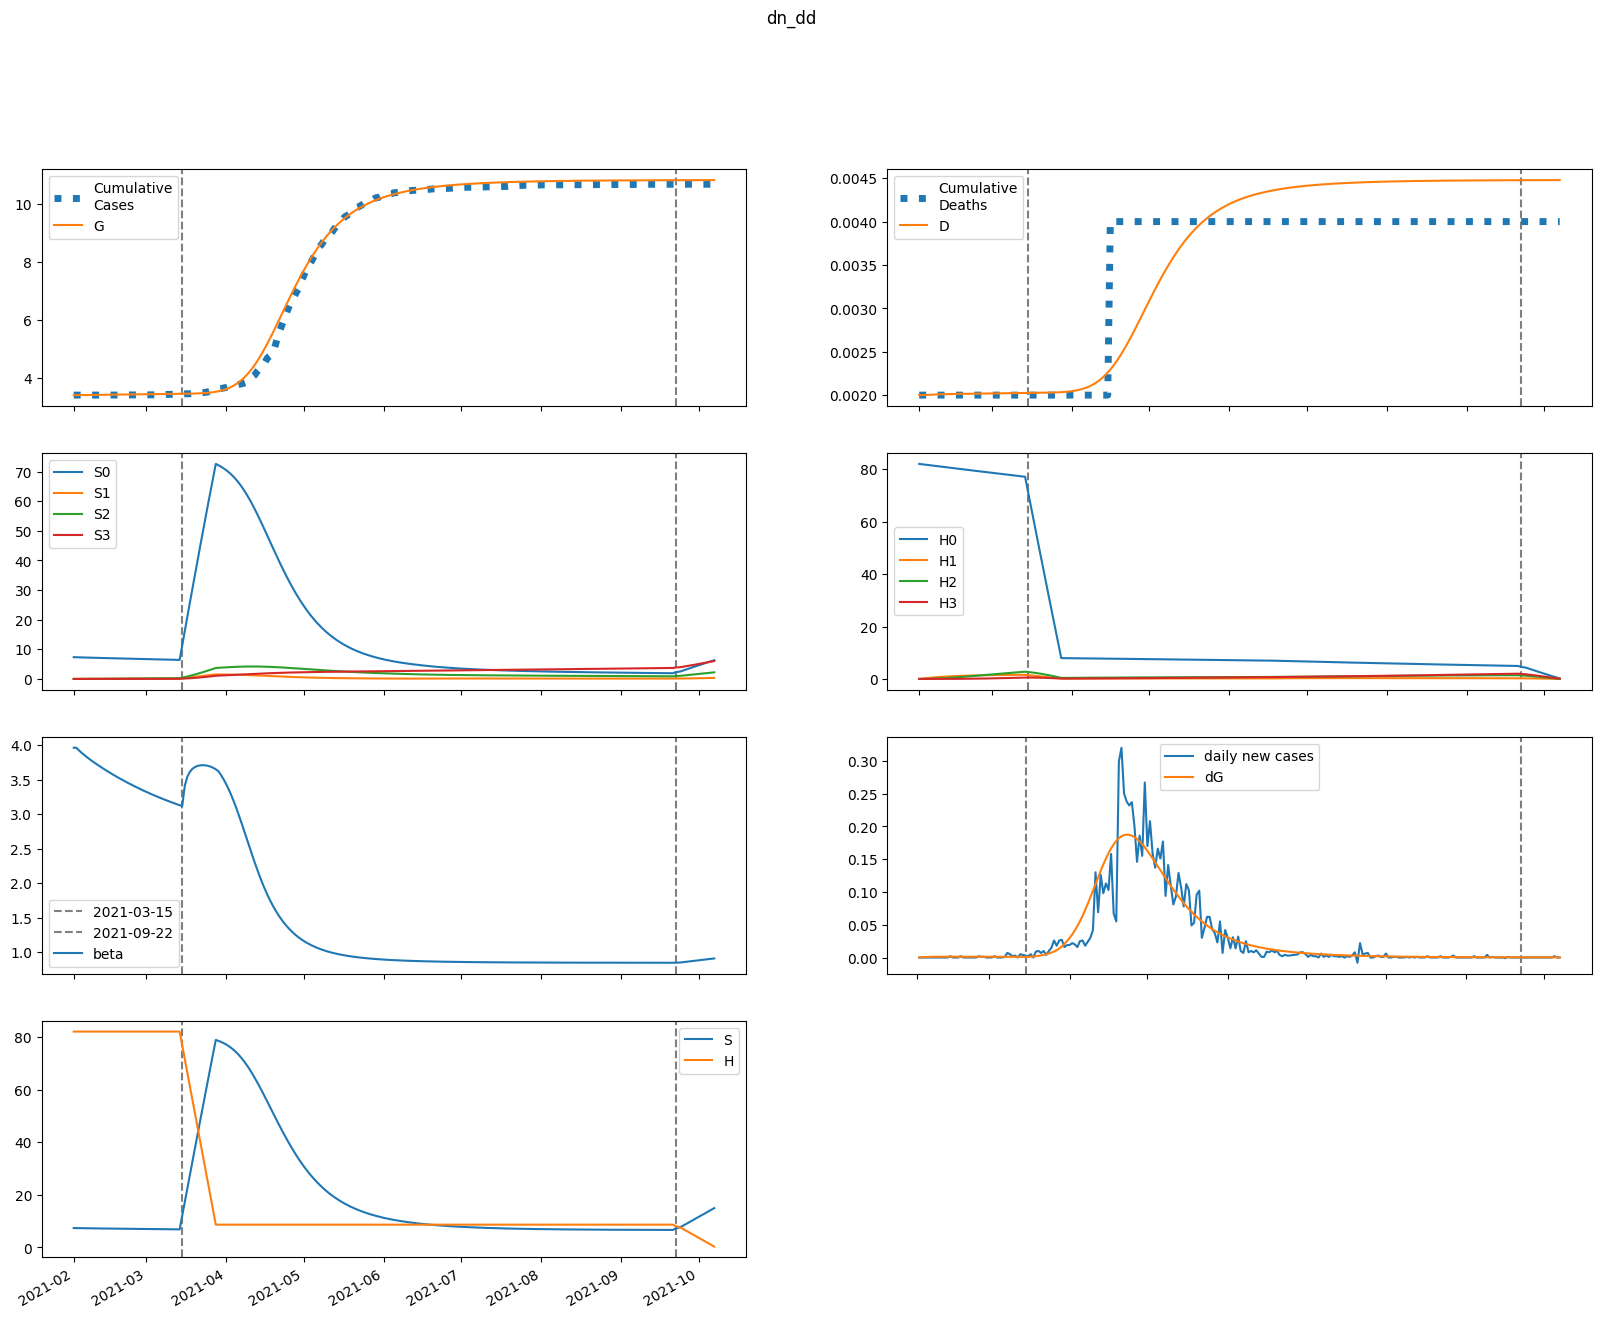 dn_dd
10
8
6
4
Cumulative
Cases
G
0.0045
0.0040
0.0035
0.0030
0.0025
0.0020
Cumulative
Deaths
D
70
60
50
40
30
20
10
0
S0
S1
S2
S3
80
60
40
20
0
H0
H1
H2
H3
4.0
3.5
3.0
2.5
2.0
1.5
1.0
2021-03-15
2021-09-22
beta
0.30
0.25
0.20
0.15
0.10
0.05
0.00
daily new cases
dG
80
60
40
20
0
S
H
2021-02
2021-03
2021-04
2021-05
2021-06
2021-07
2021-08
2021-09
2021-10